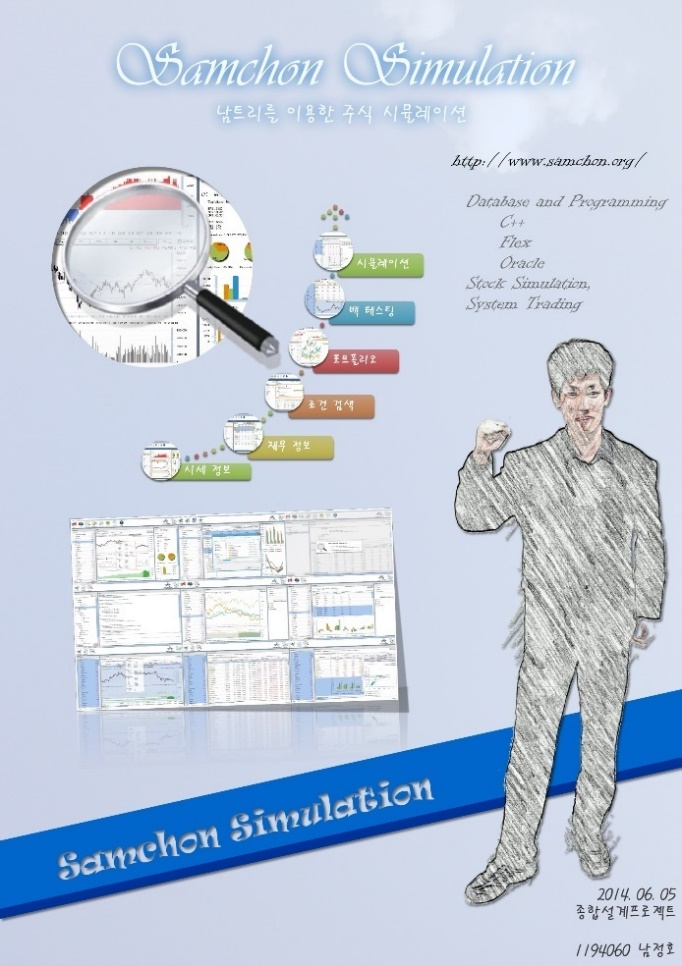 Samchon Simulation
남트리를 이용한 주식 시뮬레이션
http://www.samchon.org/
Database and Programming
C++
Flex
Oracle
Stock Simulation,
System Trading
시뮬레이션
백 테스팅
포트폴리오
조건 검색
재무 정보
시세 정보
Samchon Simulation
2014. 06. 05
종합설계프로젝트
1194060 남정호